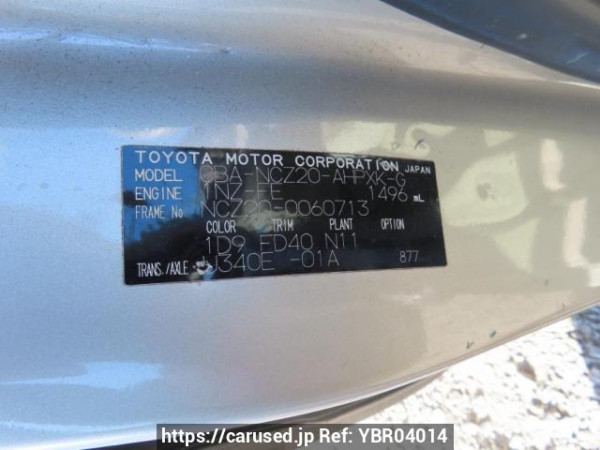 TOYOTA MOTOR CORPORATION JAPAN
MODEL CBA-NCZ20-AHPXK-G
ENGINE 1NZ-FE 1496 mL
FRAME No NCZ20-0060713
COLOR TRIM PLANT OPTION
1D9 FD40 N11
TRANS./AXLE U340E -01A 877
https://carused.jp Ref: YBR04014